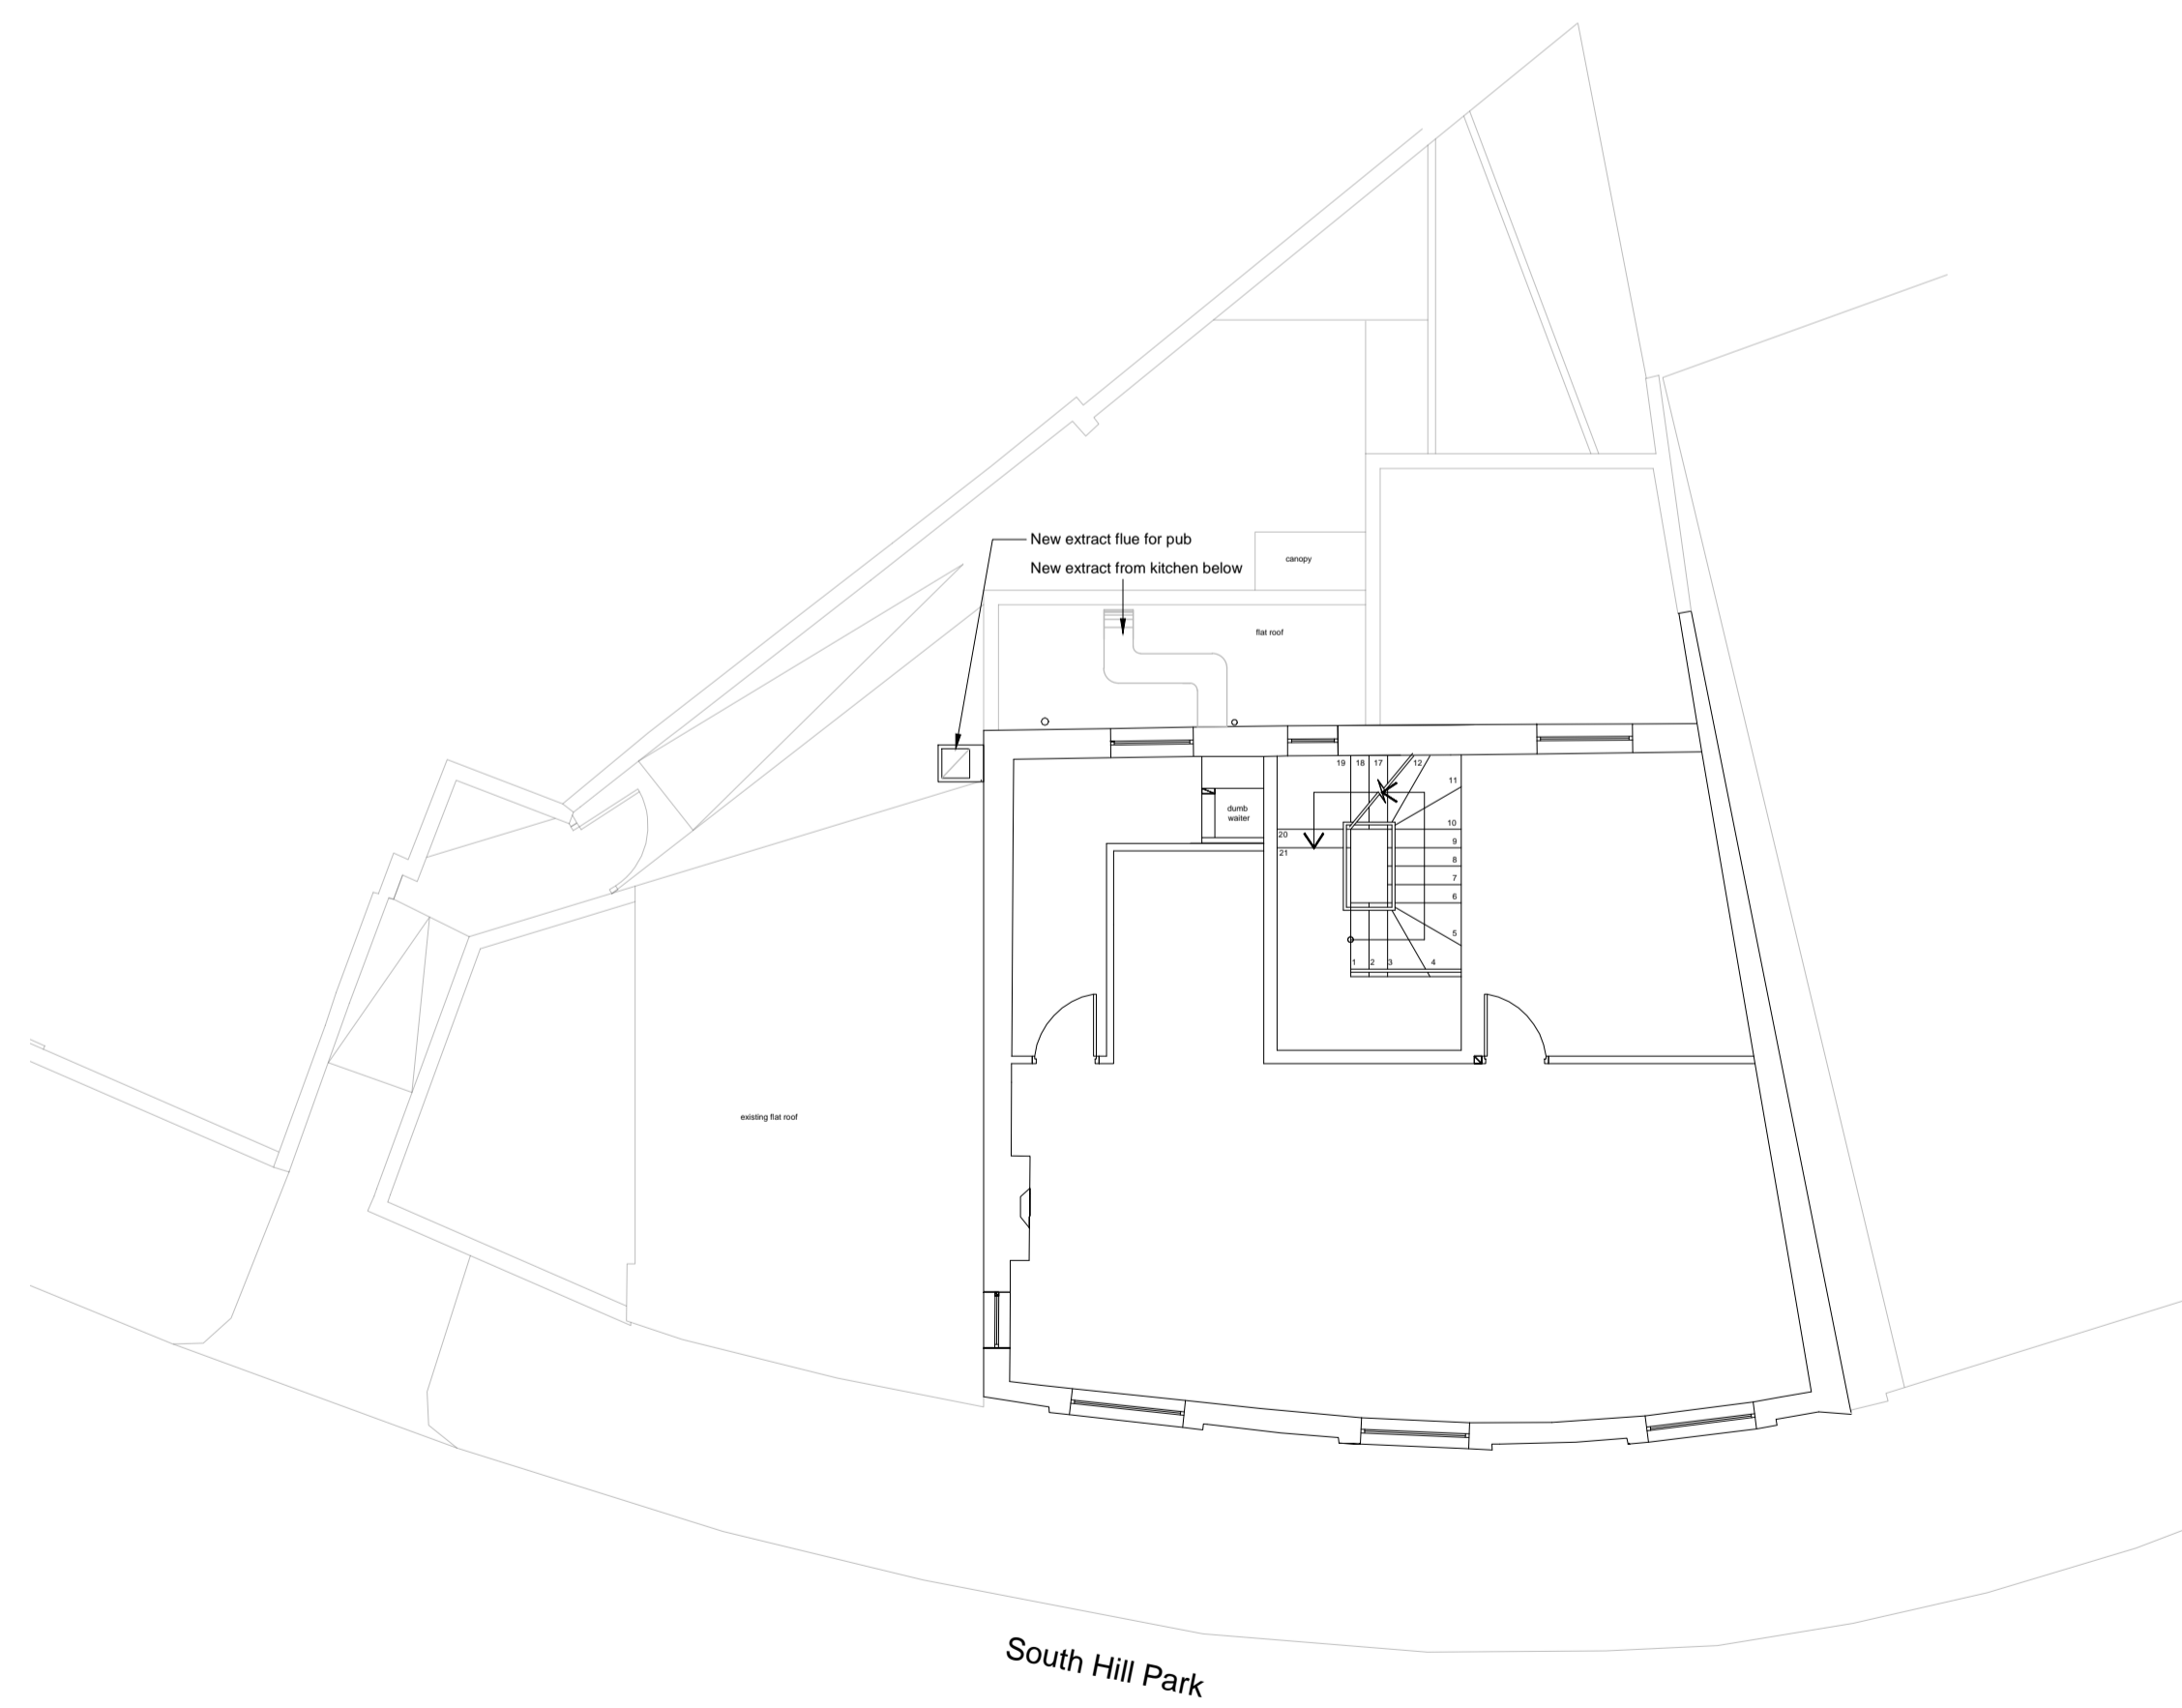 New extract flue for pub
New extract from kitchen below
canopy
flat roof
19 18 17 12
11
dumb
waiter
10
20
9
21
8
7
6
5
1 2 3 4
existing flat roof
South Hill Park